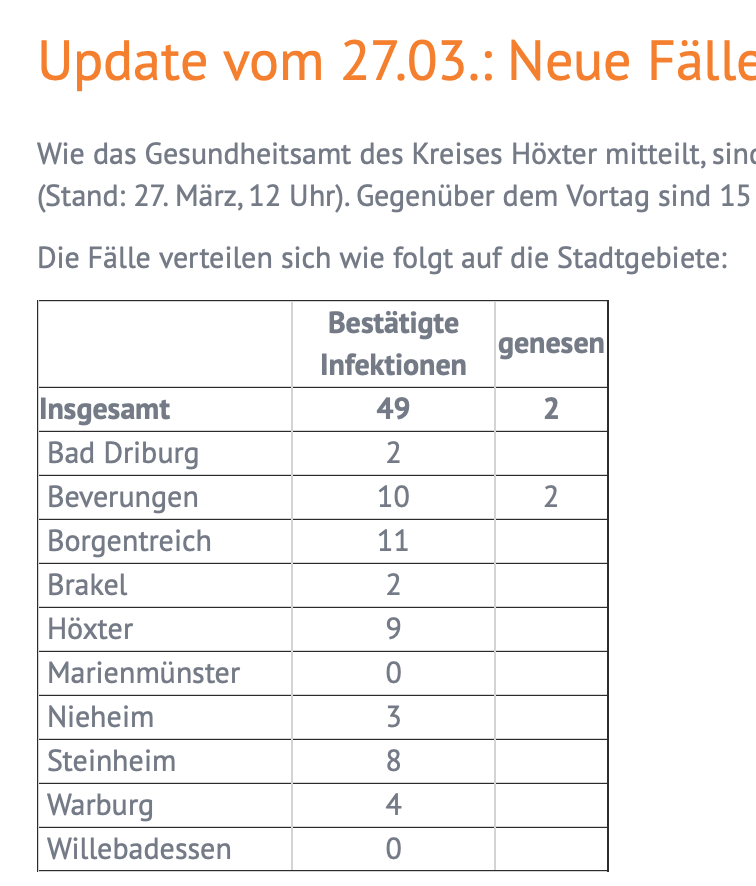 Update vom 27.03.: Neue Fälle
Wie das Gesundheitsamt des Kreises Höxter mitteilt, sind
(Stand: 27. März, 12 Uhr). Gegenüber dem Vortag sind 15
Die Fälle verteilen sich wie folgt auf die Stadtgebiete:
Bestätigte
Infektionen genesen
Insgesamt 49 2
Bad Driburg 2
Beverungen 10 2
Borgentreich 11
Brakel 2
Höxter 9
Marienmünster 0
Nieheim 3
Steinheim 8
Warburg 4
Willebadessen 0